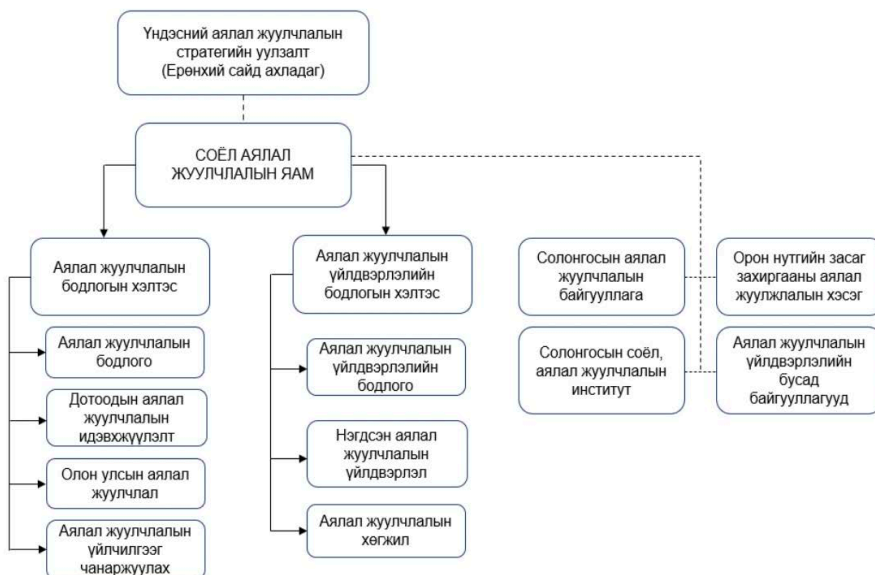 Үндэсний аялал жуулчлалын
стратегийн уулзалт
(Ерөнхий сайд ахладаг)
СОЁЛ АЯЛАЛ
ЖУУЛЧЛАЛЫН ЯАМ
Аялал жуулчлалын
бодлогын хэлтэс
Аялал жуулчлалын
бодлого
Дотоодын аялал
жуулчлалын
идэвхжүүлэлт
Олон улсын аялал
жуулчлал
Аялал жуулчлалын
үйлчилгээг
чанаржуулах
Аялал жуулчлалын
үйлдвэрлэлийн
бодлогын хэлтэс
Аялал жуулчлалын
үйлдвэрлэлийн
бодлого
Нэгдсэн аялал
жуулчлалын
үйлдвэрлэл
Аялал жуулчлалын
хөгжил
Солонгосын аялал
жуулчлалын
байгууллага
Орон нутгийн засаг
захиргааны аялал
жуулжлалын хэсэг
Солонгосын соёл,
аялал жуулчлалын
институт
Аялал жуулчлалын
үйлдвэрлэлийн
бусад
байгууллагууд